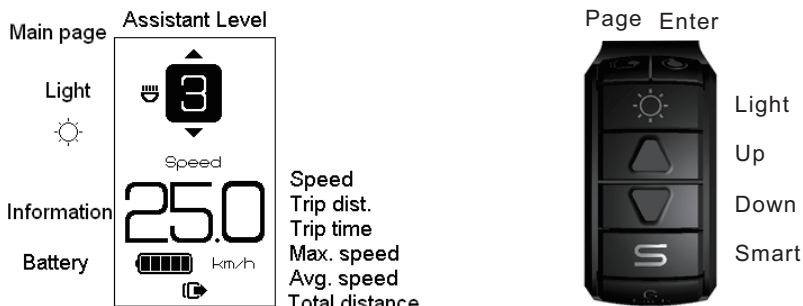 Main page
Assistant Level
Light
3
Speed
Information
25.0
Battery
km/h
Speed
Trip dist.
Trip time
Max. speed
Avg. speed
Total distance
Page Enter
Light
Up
Down
S Smart